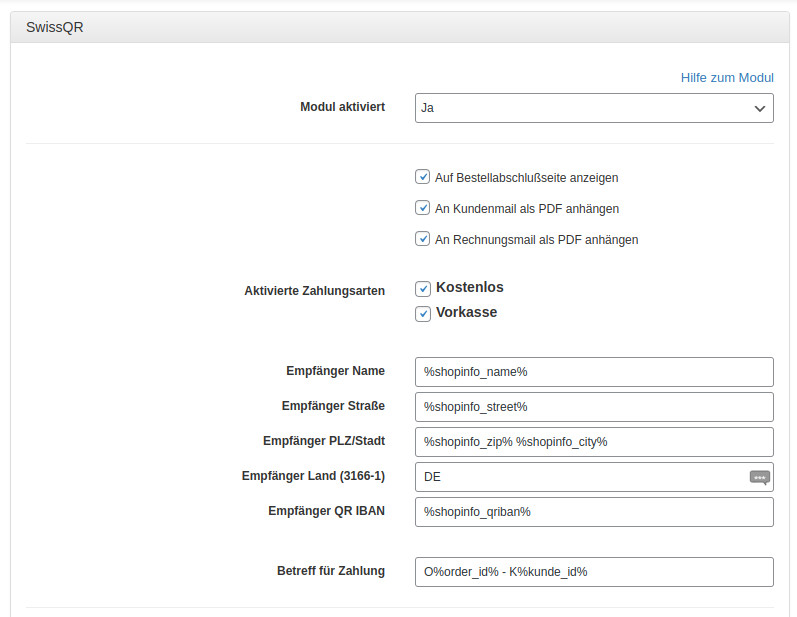 SwissQR
Hilfe zum Modul
Modul aktiviert Ja
Auf Bestellabschlußseite anzeigen
An Kundenmail als PDF anhängen
An Rechnungsmail als PDF anhängen
Aktivierte Zahlungsarten Kostenlos
Vorkasse
Empfänger Name %shopinfo_name%
Empfänger Straße %shopinfo_street%
Empfänger PLZ/Stadt %shopinfo_zip% %shopinfo_city%
Empfänger Land (3166-1) DE
Empfänger QR IBAN %shopinfo_qriban%
Betreff für Zahlung O%order_id% - K%kunde_id%